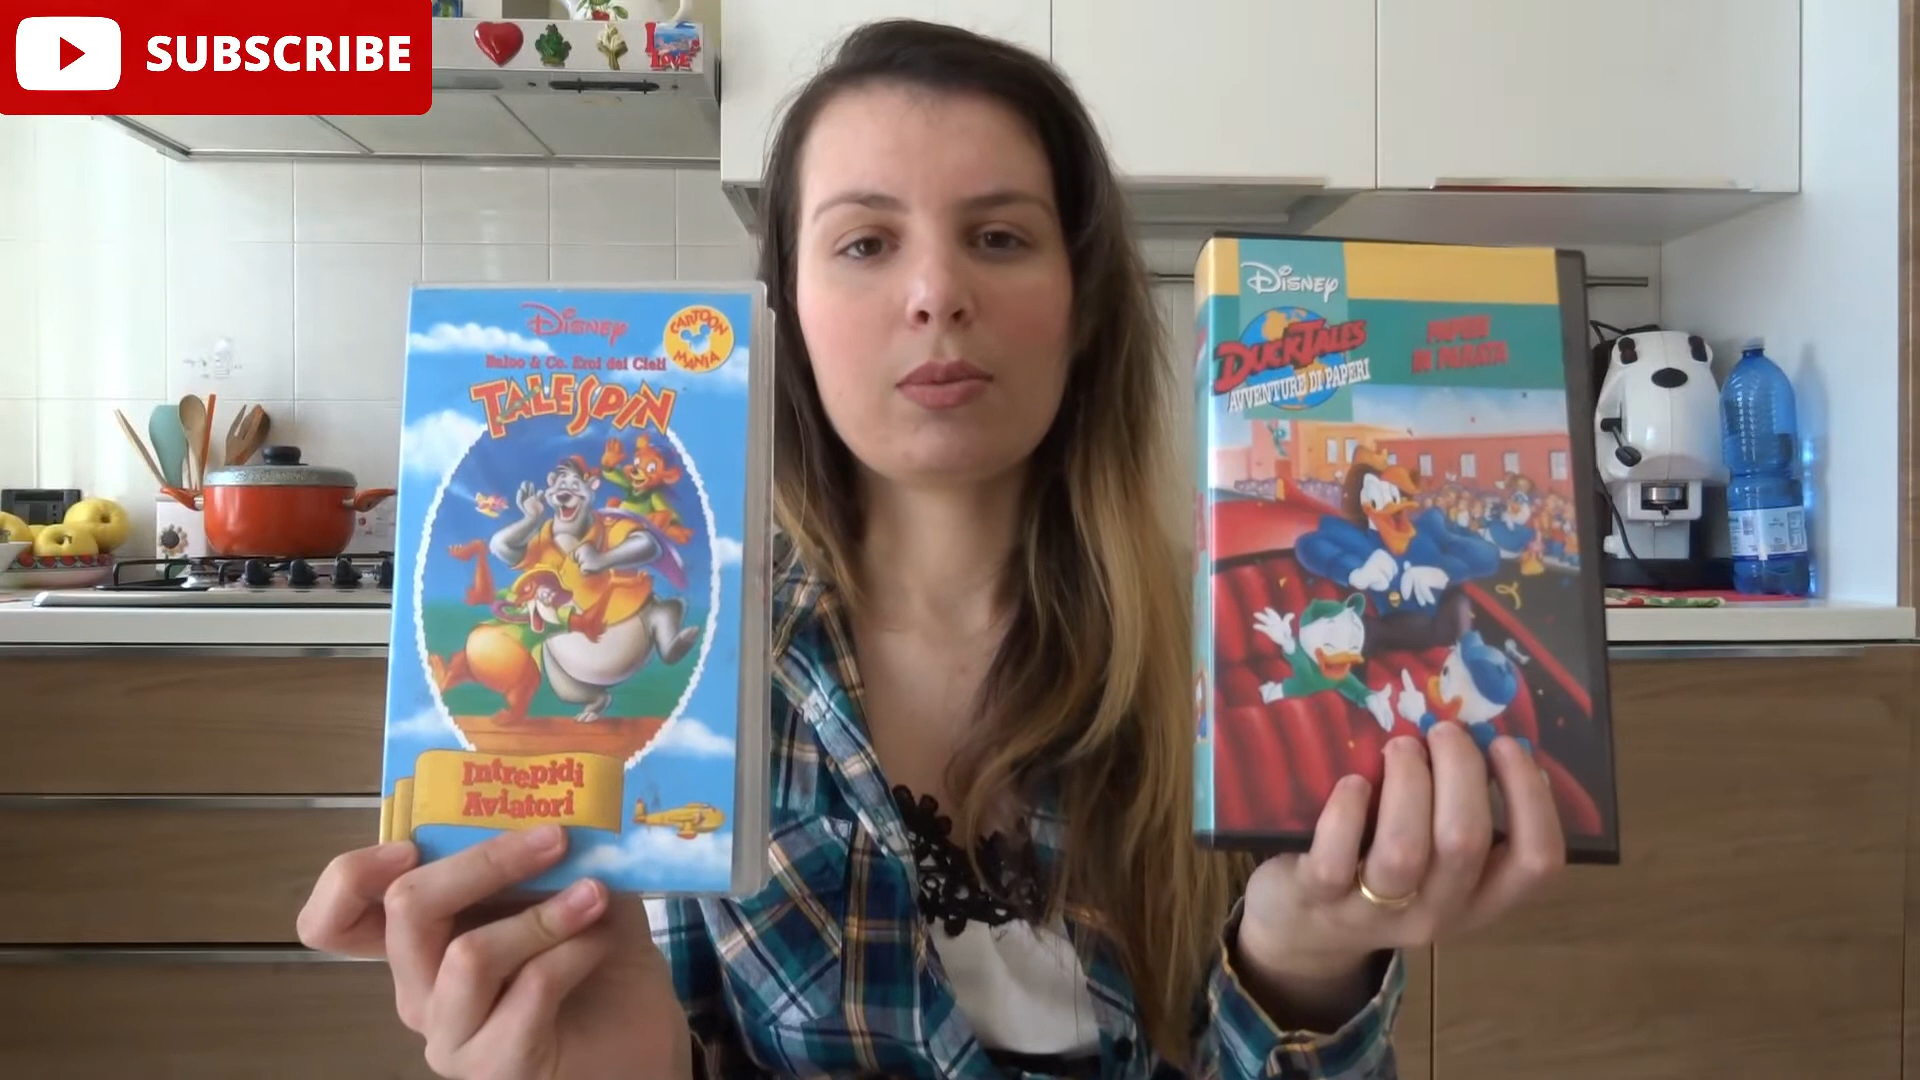 SUBSCRIBE
I
LOVE
DISNEY
CARTOON
MANIA
Baloo & Co. Eroi dei Cieli
TALESPIN
Intrepidi
Aviatori
DISNEY
DUCKTALES
AVVENTURE DI PAPERI
PAPERI
IN PARATA